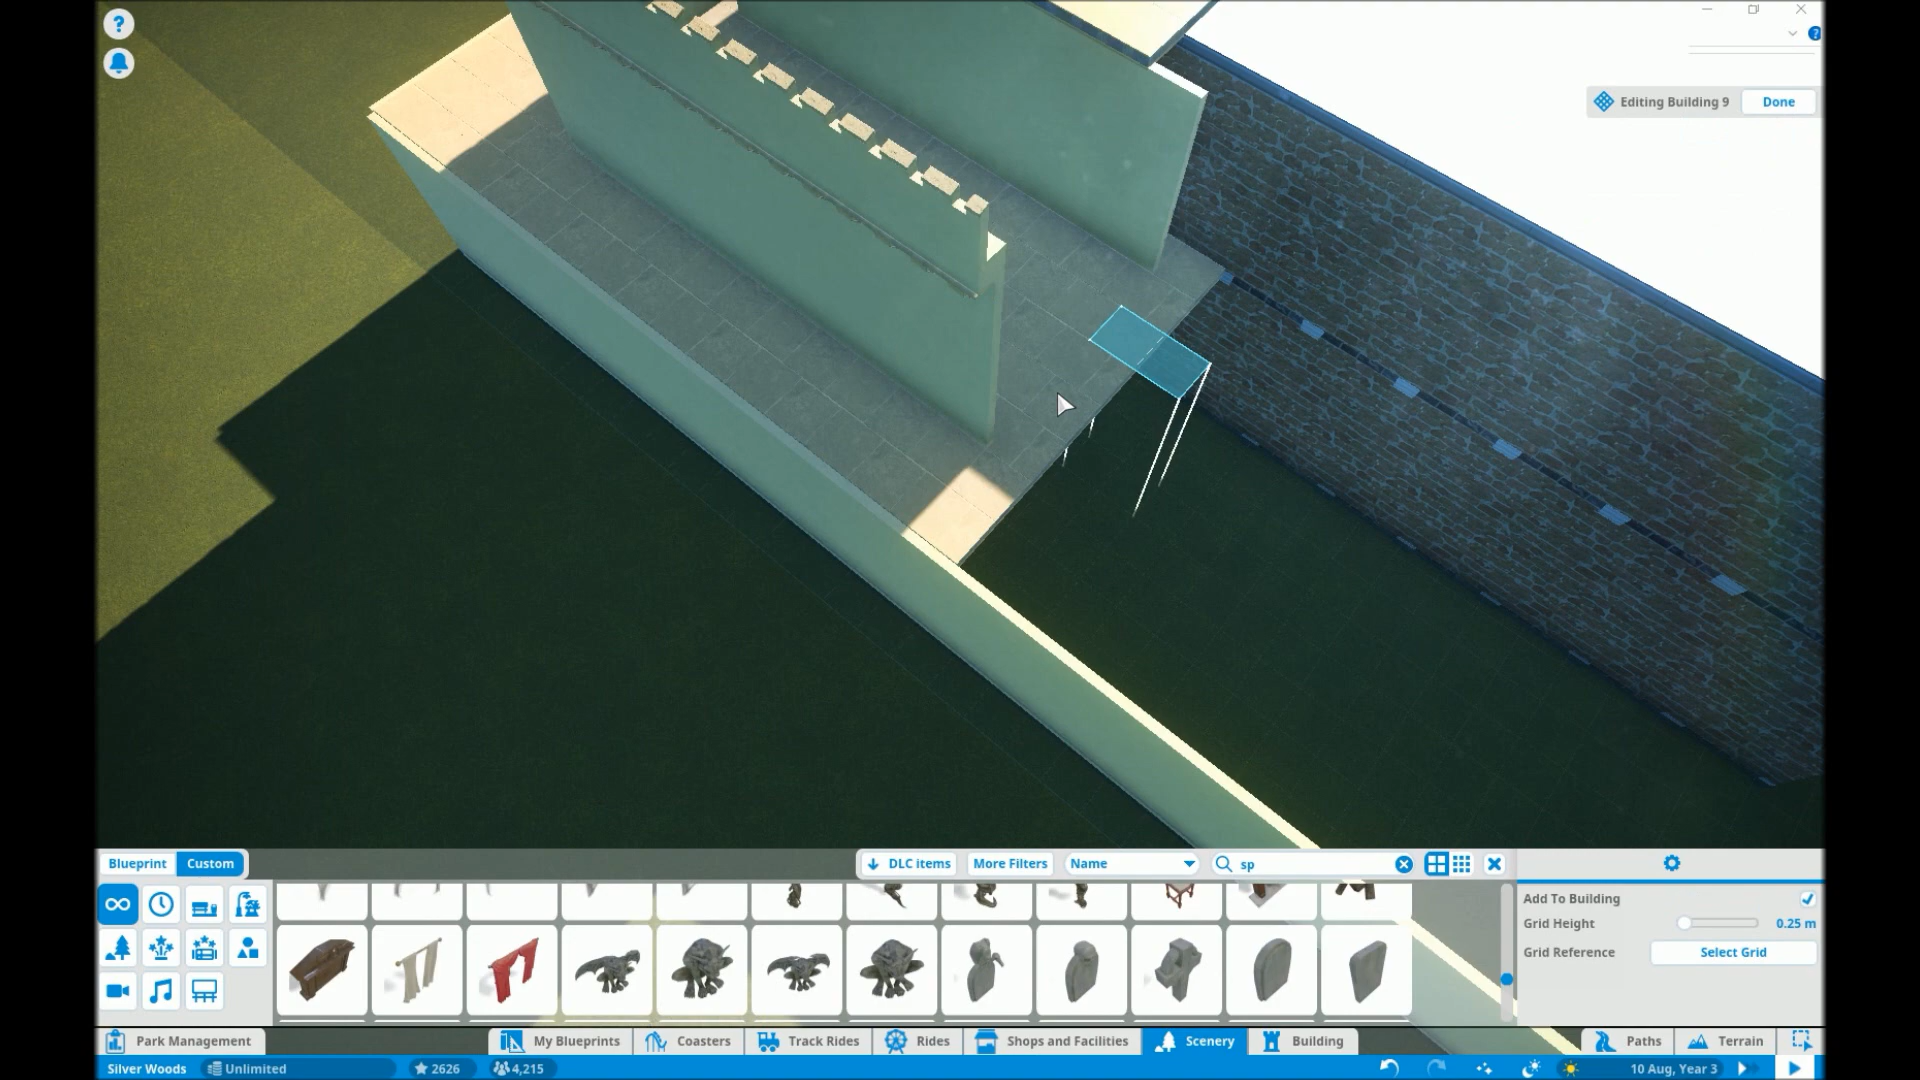 ?
?
Editing Building 9 Done
Blueprint Custom
DLC items More Filters Name sp
Add To Building
Grid Height 0.25 m
Grid Reference Select Grid
Park Management My Blueprints Coasters Track Rides Rides Shops and Facilities Scenery Building Paths Terrain
Silver Woods Unlimited 2626 4,215 10 Aug, Year 3